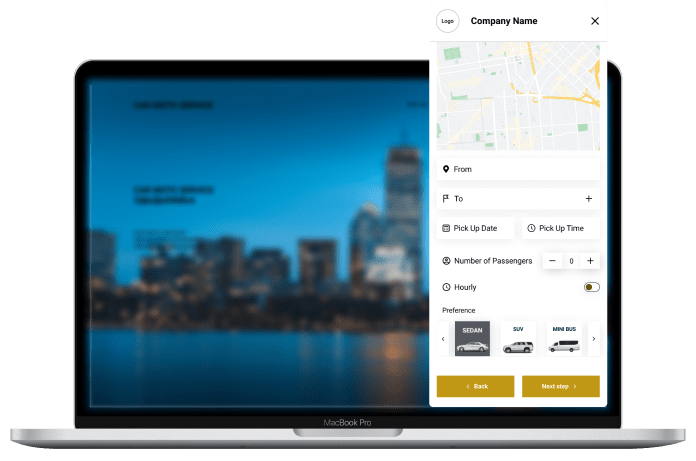 Logo
Company Name
From
To
Pick Up Date
Pick Up Time
Number of Passengers
0
Hourly
Preference
SEDAN
SUV
MINI BUS
Back
Next step
MacBook Pro